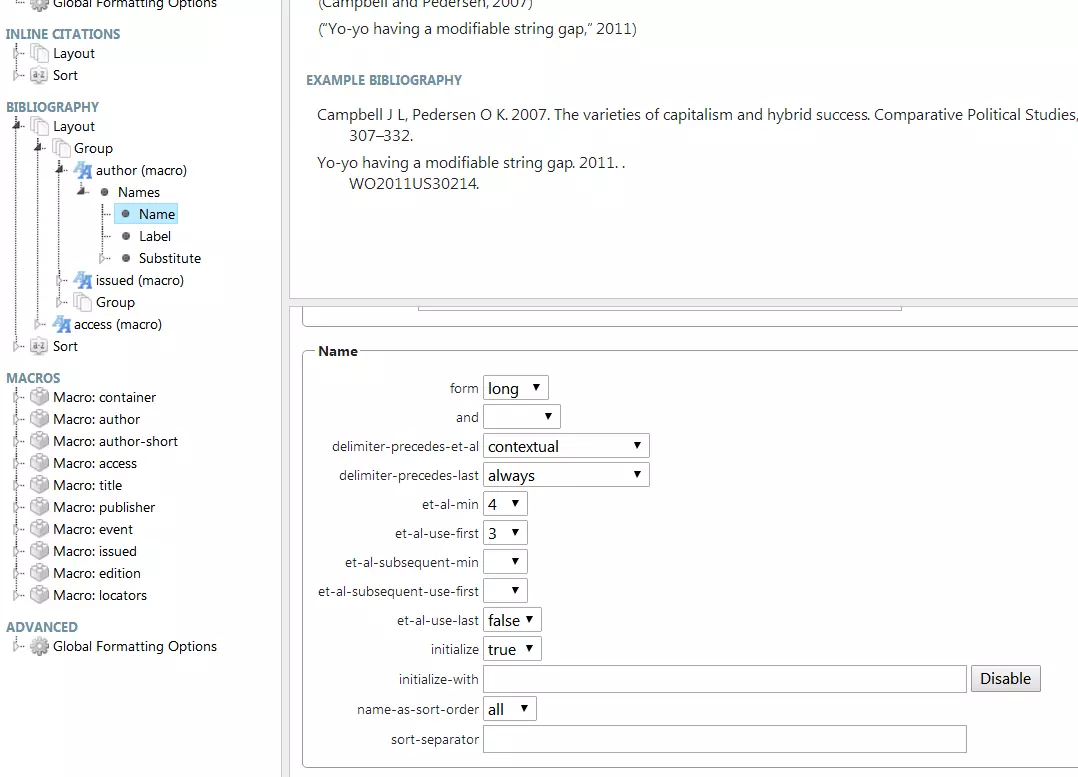 Global Formatting Options
INLINE CITATIONS
Layout
Sort
BIBLIOGRAPHY
Layout
Group
author (macro)
Names
Name
Label
Substitute
issued (macro)
Group
access (macro)
Sort
MACROS
Macro: container
Macro: author
Macro: author-short
Macro: access
Macro: title
Macro: publisher
Macro: event
Macro: issued
Macro: edition
Macro: locators
ADVANCED
Global Formatting Options
(Campbell and Pedersen, 2007)
(“Yo-yo having a modifiable string gap,” 2011)
EXAMPLE BIBLIOGRAPHY
Campbell J L, Pedersen O K. 2007. The varieties of capitalism and hybrid success. Comparative Political Studies,
307–332.
Yo-yo having a modifiable string gap. 2011. .
WO2011US30214.
Name
form long
and
delimiter-precedes-et-al contextual
delimiter-precedes-last always
et-al-min 4
et-al-use-first 3
et-al-subsequent-min
et-al-subsequent-use-first
et-al-use-last false
initialize true
initialize-with Disable
name-as-sort-order all
sort-separator